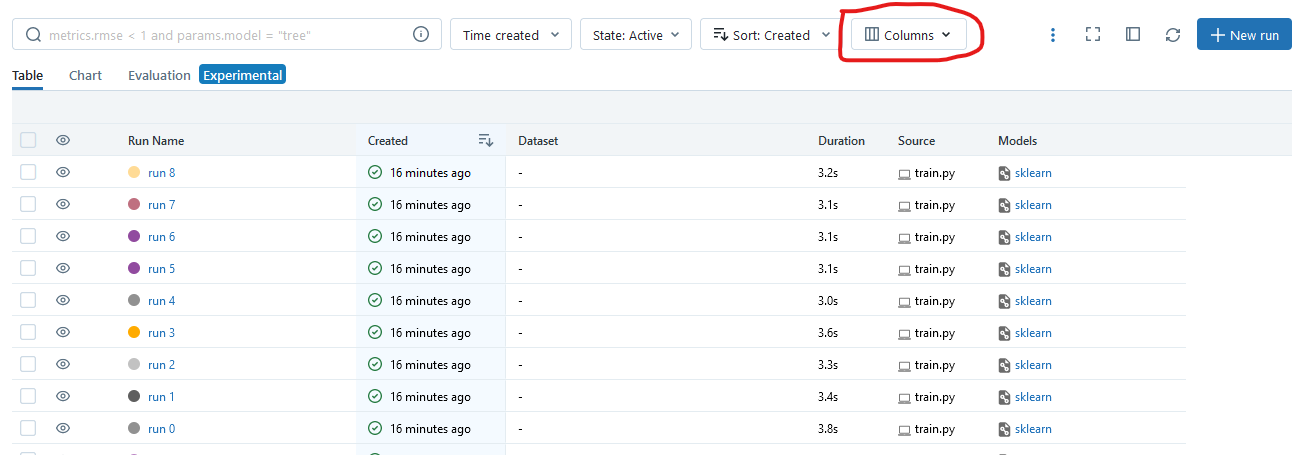 metrics.rmse < 1 and params.model = "tree" Time created State: Active Sort: Created Columns New run
Table Chart Evaluation Experimental
Run Name Created Dataset Duration Source Models
run 8 16 minutes ago - 3.2s train.py sklearn
run 7 16 minutes ago - 3.1s train.py sklearn
run 6 16 minutes ago - 3.1s train.py sklearn
run 5 16 minutes ago - 3.1s train.py sklearn
run 4 16 minutes ago - 3.0s train.py sklearn
run 3 16 minutes ago - 3.6s train.py sklearn
run 2 16 minutes ago - 3.3s train.py sklearn
run 1 16 minutes ago - 3.4s train.py sklearn
run 0 16 minutes ago - 3.8s train.py sklearn